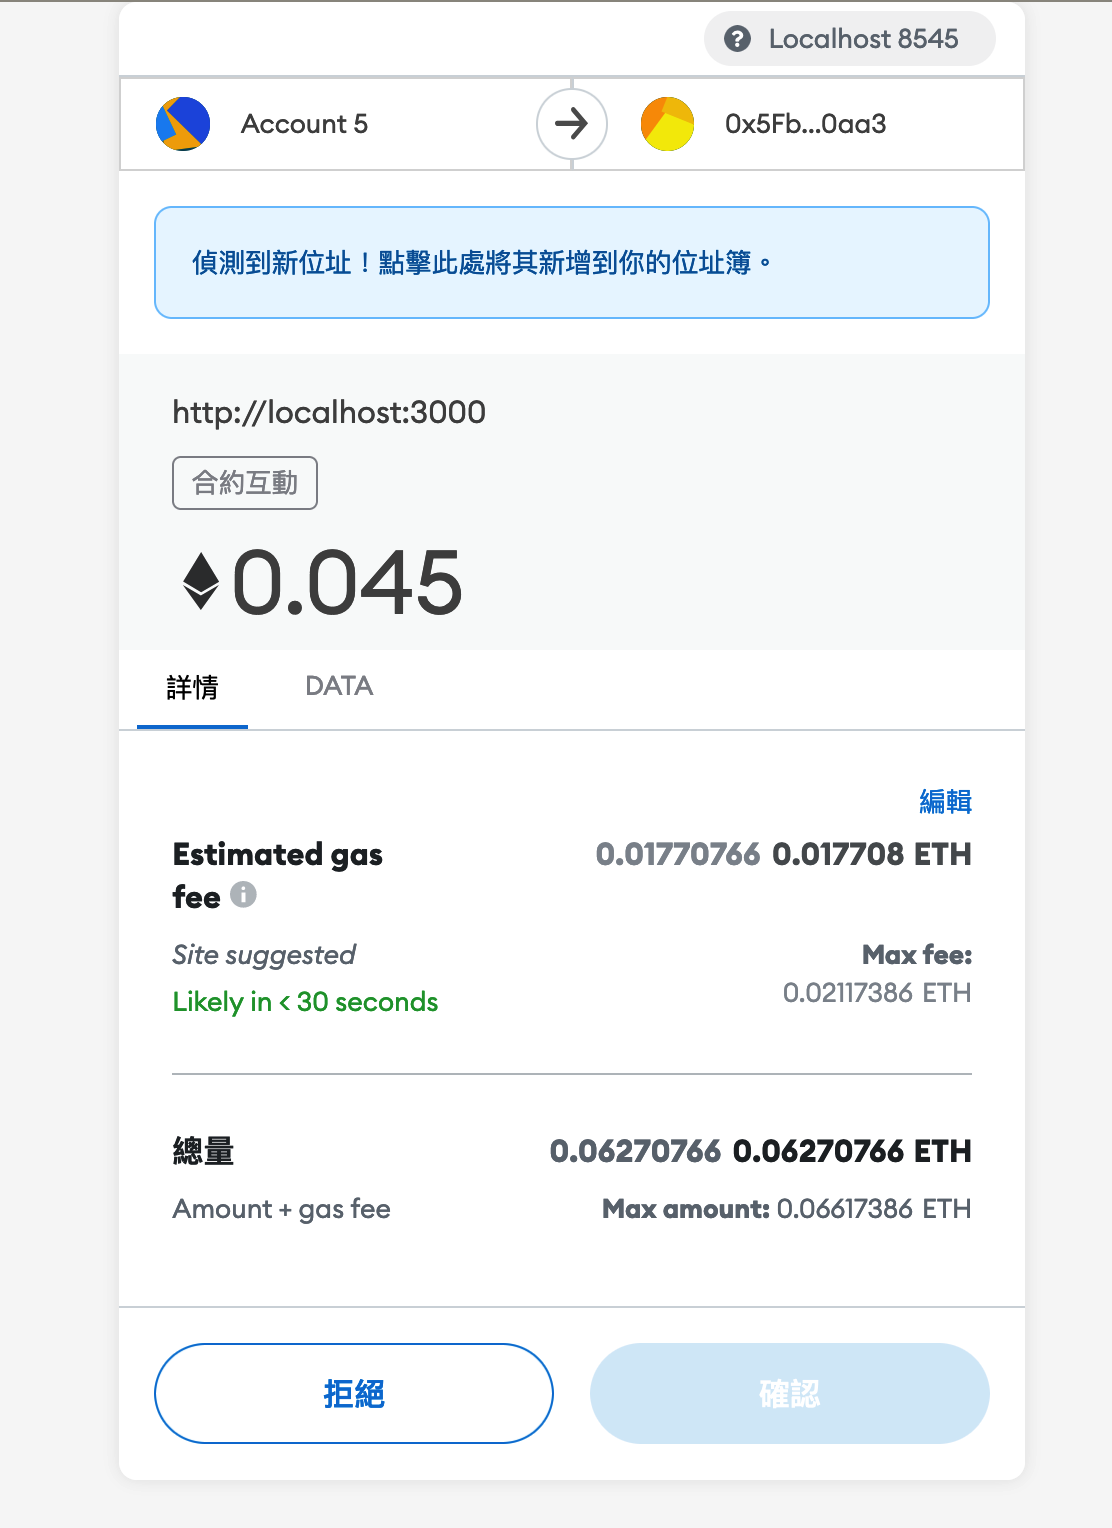 Localhost 8545
Account 5
0x5Fb...0aa3
偵測到新位址！點擊此處將其新增到你的位址簿。
http://localhost:3000
合約互動
0.045
詳情
DATA
編輯
Estimated gas fee 0.01770766 0.017708 ETH
Site suggested
Likely in < 30 seconds
Max fee:
0.02117386 ETH
總量 0.06270766 0.06270766 ETH
Amount + gas fee Max amount: 0.06617386 ETH
拒絕
確認